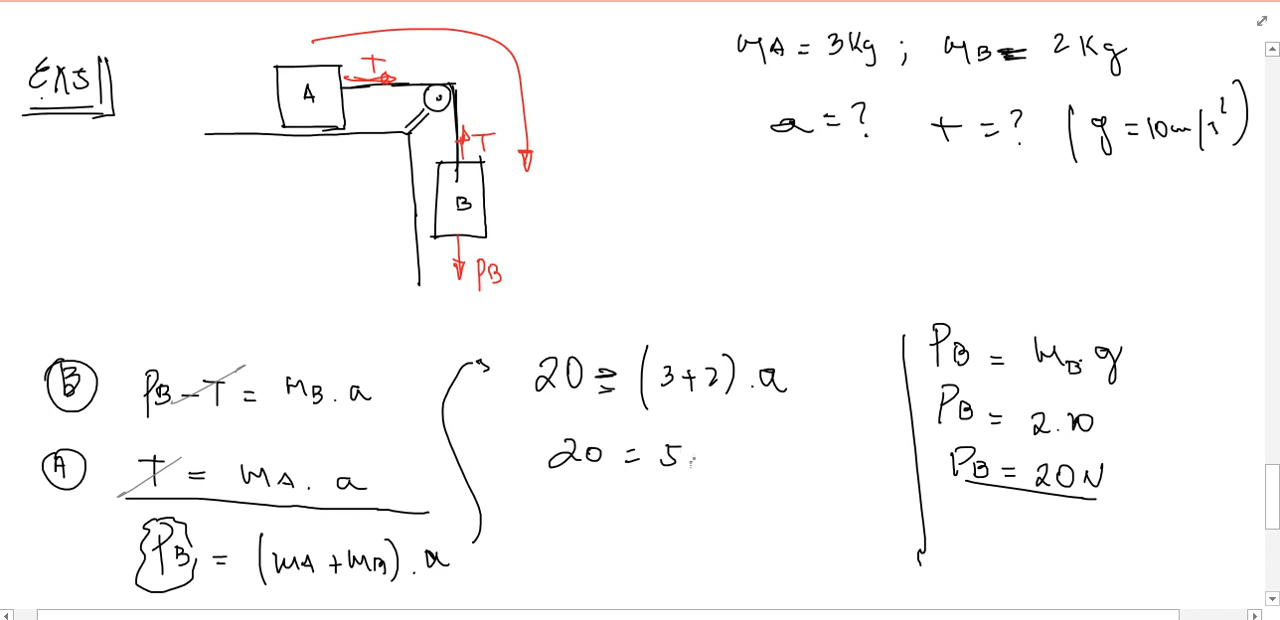 Exs
mA = 3Kg ; mB = 2Kg
a = ? T = ? (g = 10m/s²)
A
T
T
B
PB
B PB - T = mB . a
A T = mA . a
PB = (mA + mB) . a
20 = (3+2) . a
20 = 5 .
PB = mB . g
PB = 2.10
PB = 20N